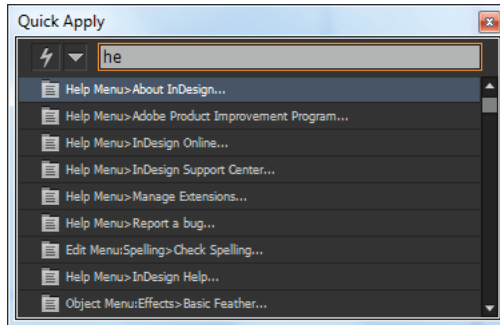 Quick Apply
he
Help Menu>About InDesign...
Help Menu>Adobe Product Improvement Program...
Help Menu>InDesign Online...
Help Menu>InDesign Support Center...
Help Menu>Manage Extensions...
Help Menu>Report a bug...
Edit Menu:Spelling>Check Spelling...
Help Menu>InDesign Help...
Object Menu:Effects>Basic Feather...